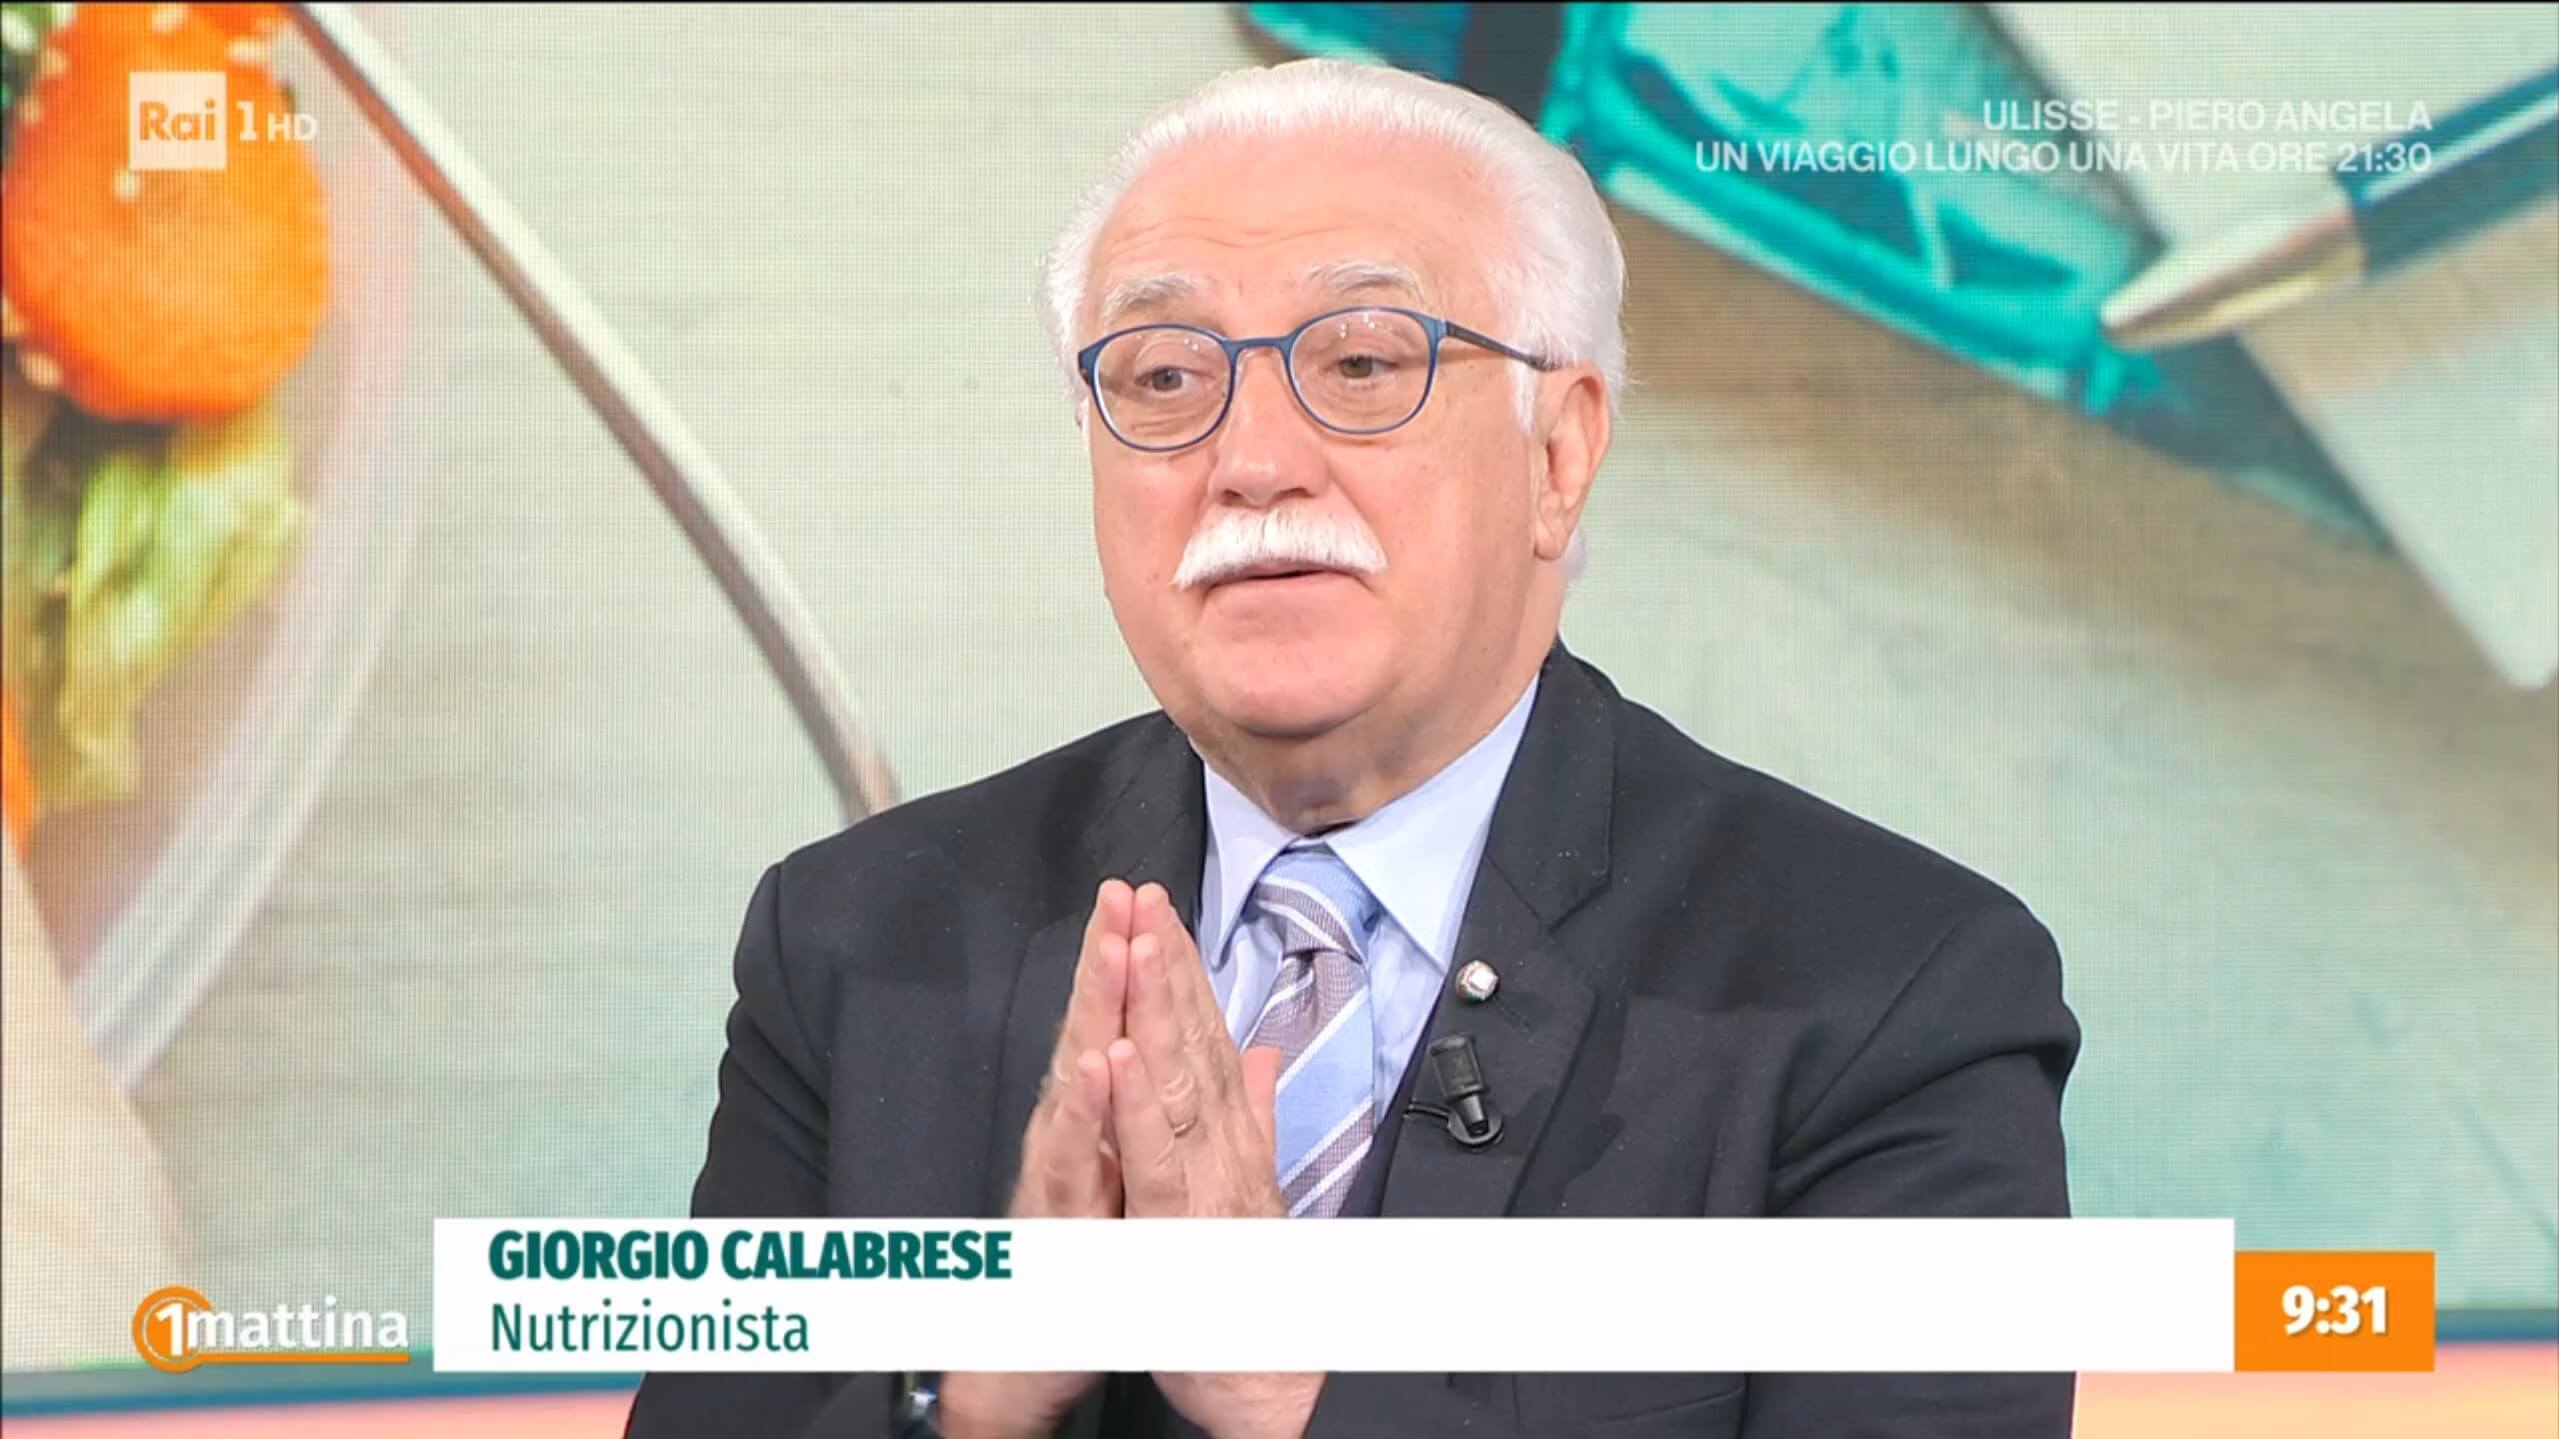 Rai 1 HD
ULISSE - PIERO ANGELA
UN VIAGGIO LUNGO UNA VITA ORE 21:30
GIORGIO CALABRESE
Nutrizionista
1mattina
9:31